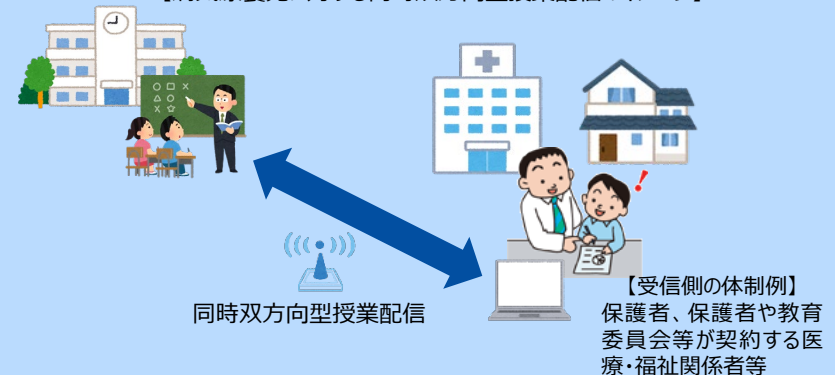 同時双方向型授業配信
【受信側の体制例】
保護者、保護者や教育
委員会等が契約する医
療・福祉関係者等